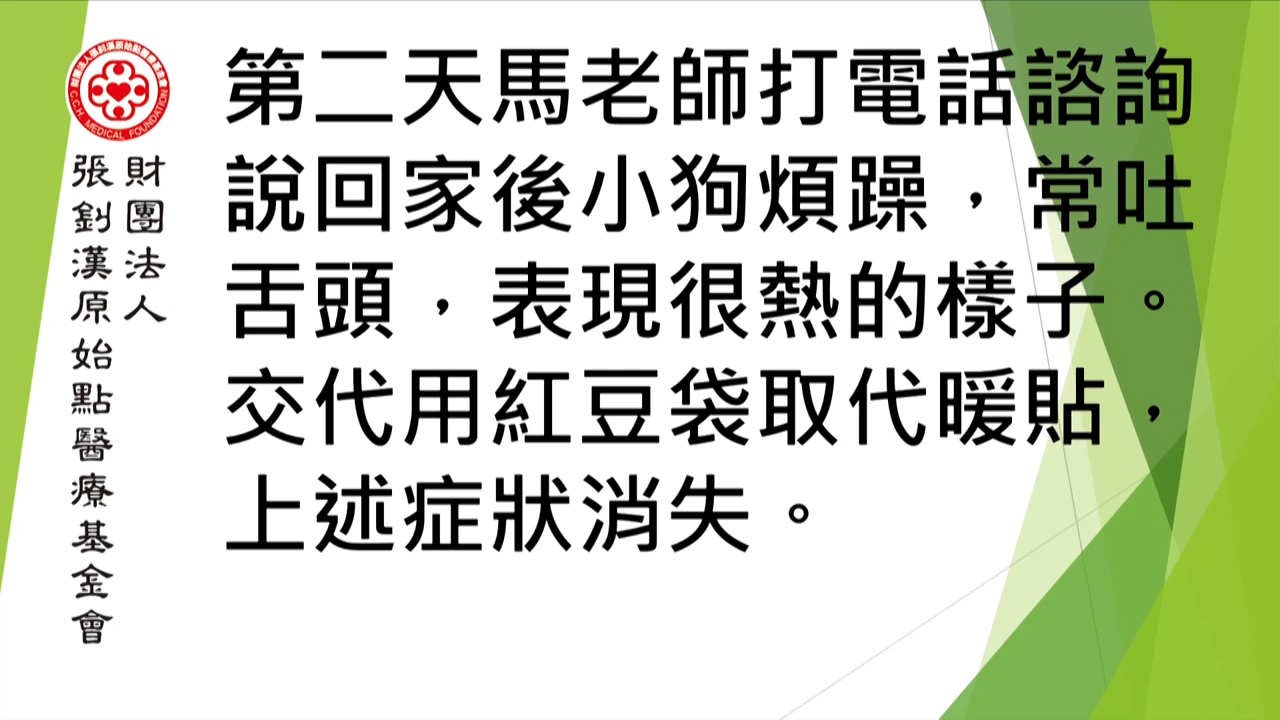 財團法人
張釗漢原始點醫療基金會
C.C.H. MEDICAL FOUNDATION
第二天馬老師打電話諮詢
說回家後小狗煩躁，常吐
舌頭，表現很熱的樣子。
交代用紅豆袋取代暖貼，
上述症狀消失。